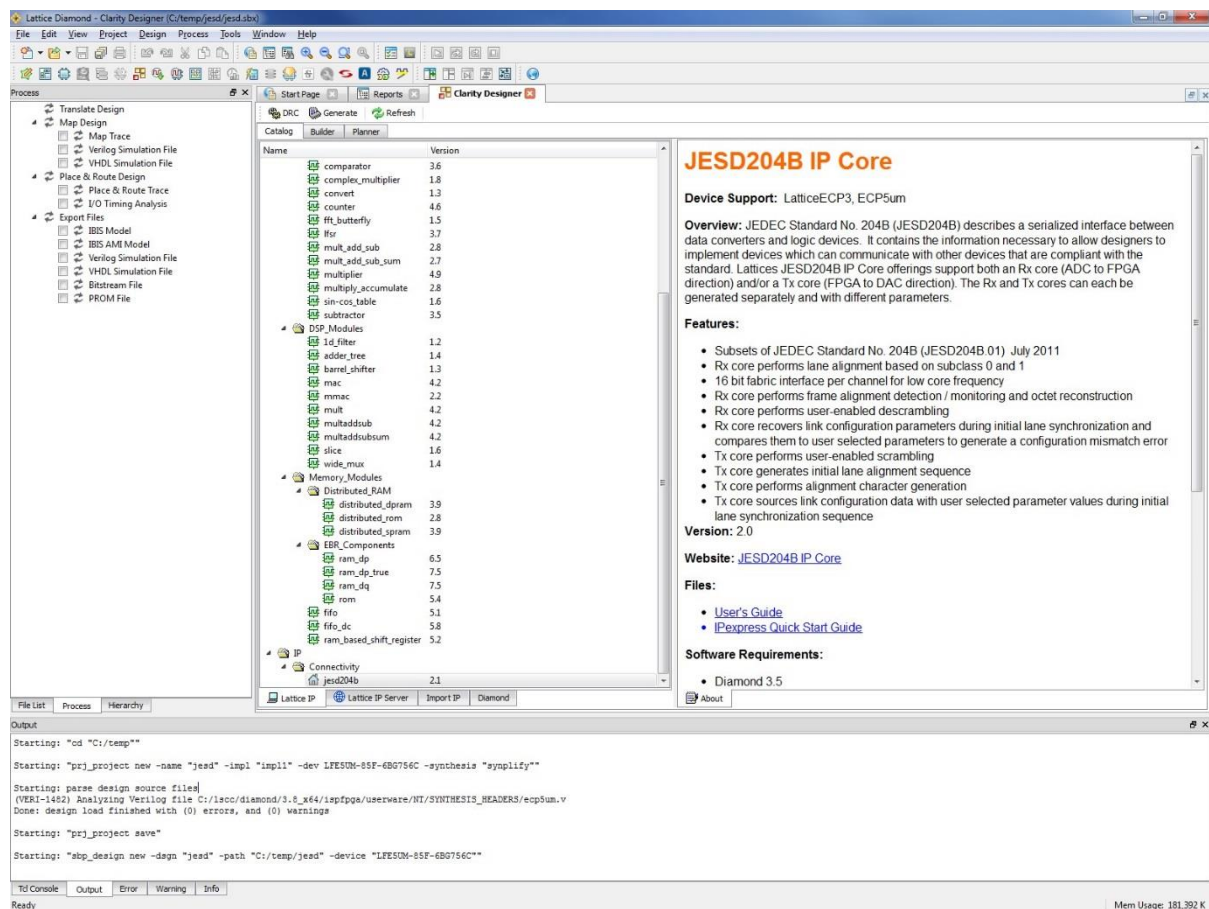 Lattice Diamond - Clarity Designer (C:/temp/jesd/jesd.sbx)
File Edit View Project Design Process Tools Window Help
Process
Translate Design
Map Design
Map Trace
Verilog Simulation File
VHDL Simulation File
Place & Route Design
Place & Route Trace
I/O Timing Analysis
Export Files
IBIS Model
IBIS AMI Model
Verilog Simulation File
VHDL Simulation File
Bitstream File
PROM File
File List Process Hierarchy
Start Page Reports Clarity Designer
DRC Generate Refresh
Catalog Builder Planner
Name Version
comparator 3.6
complex_multiplier 1.8
convert 1.3
counter 4.6
fft_butterfly 1.5
lfsr 3.7
mult_add_sub 2.8
mult_add_sub_sum 2.7
multiplier 4.9
multiply_accumulate 2.8
sin-cos_table 1.6
subtractor 3.5
DSP_Modules
1d_filter 1.2
adder_tree 1.4
barrel_shifter 1.3
mac 4.2
mmac 2.2
mult 4.2
multaddsub 4.2
multaddsubsum 4.2
slice 1.6
wide_mux 1.4
Memory_Modules
Distributed_RAM
distributed_dpram 3.9
distributed_rom 2.8
distributed_spram 3.9
EBR_Components
ram_dp 6.5
ram_dp_true 7.5
ram_dq 7.5
rom 5.4
fifo 5.1
fifo_dc 5.8
ram_based_shift_register 5.2
IP
Connectivity
jesd204b 2.1
Lattice IP Lattice IP Server Import IP Diamond
JESD204B IP Core
Device Support: LatticeECP3, ECP5um
Overview: JEDEC Standard No. 204B (JESD204B) describes a serialized interface between
data converters and logic devices. It contains the information necessary to allow designers to
implement devices which can communicate with other devices that are compliant with the
standard. Lattices JESD204B IP Core offerings support both an Rx core (ADC to FPGA
direction) and/or a Tx core (FPGA to DAC direction). The Rx and Tx cores can each be
generated separately and with different parameters.
Features:
• Subsets of JEDEC Standard No. 204B (JESD204B.01) July 2011
• Rx core performs lane alignment based on subclass 0 and 1
• 16 bit fabric interface per channel for low core frequency
• Rx core performs frame alignment detection / monitoring and octet reconstruction
• Rx core performs user-enabled descrambling
• Rx core recovers link configuration parameters during initial lane synchronization and
compares them to user selected parameters to generate a configuration mismatch error
• Tx core performs user-enabled scrambling
• Tx core generates initial lane alignment sequence
• Tx core performs alignment character generation
• Tx core sources link configuration data with user selected parameter values during initial
lane synchronization sequence
Version: 2.0
Website: JESD204B IP Core
Files:
• User's Guide
• IPexpress Quick Start Guide
Software Requirements:
• Diamond 3.5
About
Output
Starting: "cd "C:/temp""
Starting: "prj_project new -name "jesd" -impl "impl1" -dev LFE5UM-85F-6BG756C -synthesis "synplify""
Starting: parse design source files
(VERI-1482) Analyzing Verilog file C:/lscc/diamond/3.8_x64/ispfpga/userware/NT/SYNTHESIS_HEADERS/ecp5um.v
Done: design load finished with (0) errors, and (0) warnings
Starting: "prj_project save"
Starting: "sbp_design new -dsgn "jesd" -path "C:/temp/jesd" -device "LFE5UM-85F-6BG756C""
Tcl Console Output Error Warning Info
Ready Mem Usage: 181,392 K